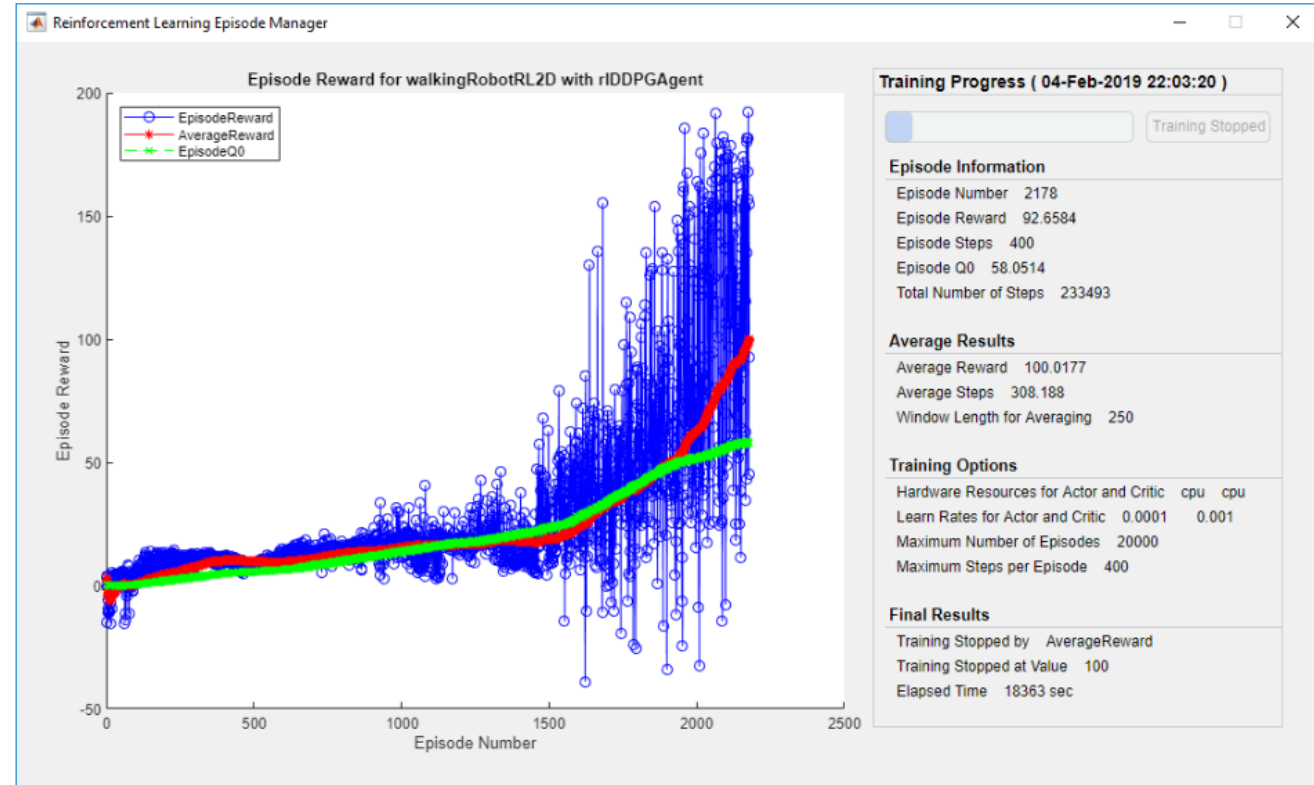 Reinforcement Learning Episode Manager
Episode Reward for walkingRobotRL2D with rlDDPGAgent
EpisodeReward
AverageReward
EpisodeQ0
200
150
100
50
0
-50
0 500 1000 1500 2000 2500
Episode Reward
Episode Number
Training Progress ( 04-Feb-2019 22:03:20 )
Training Stopped
Episode Information
Episode Number 2178
Episode Reward 92.6584
Episode Steps 400
Episode Q0 58.0514
Total Number of Steps 233493
Average Results
Average Reward 100.0177
Average Steps 308.188
Window Length for Averaging 250
Training Options
Hardware Resources for Actor and Critic cpu cpu
Learn Rates for Actor and Critic 0.0001 0.001
Maximum Number of Episodes 20000
Maximum Steps per Episode 400
Final Results
Training Stopped by AverageReward
Training Stopped at Value 100
Elapsed Time 18363 sec